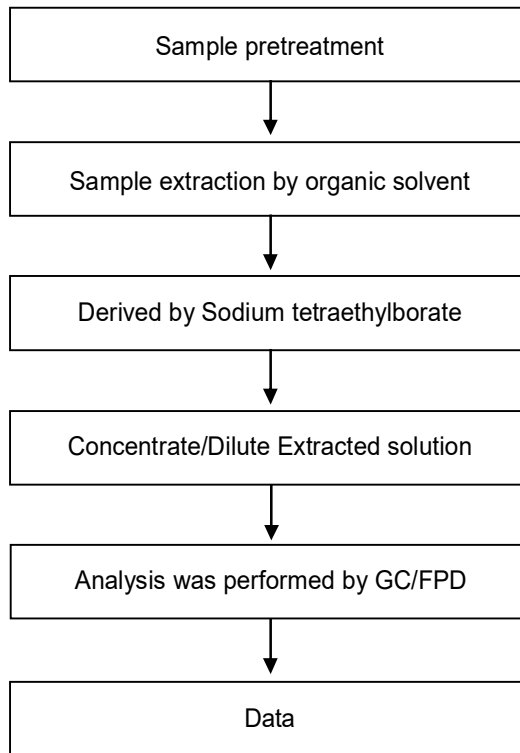 Sample pretreatment
Sample extraction by organic solvent
Derived by Sodium tetraethylborate
Concentrate/Dilute Extracted solution
Analysis was performed by GC/FPD
Data